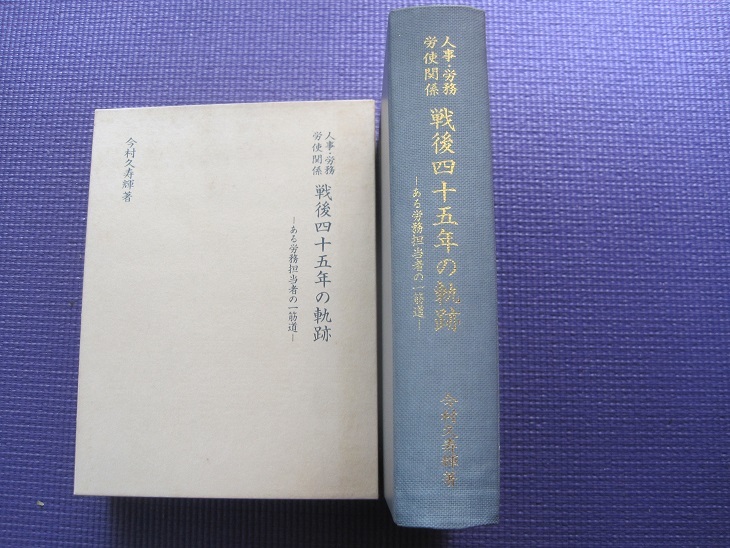 人事・労務
労使関係
戦後四十五年の軌跡
―ある労務担当者の一筋道―
今村久寿輝著
人事・労務
労使関係
戦後四十五年の軌跡
―ある労務担当者の一筋道―
今村久寿輝著